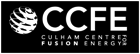 CCFE
CULHAM CENTRE
FUSION ENERGY